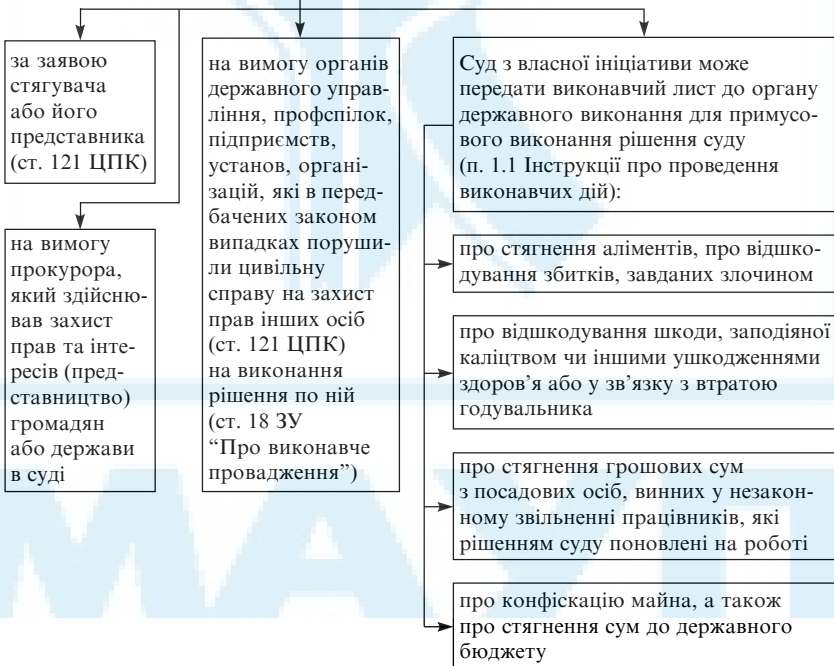 за заявою
стягувача
або його
представника
(ст. 121 ЦПК)
на вимогу
прокурора,
який здійсню-
вав захист
прав та інте-
ресів (пред-
ставництво)
громадян
або держави
в суді
на вимогу органів
державного управ-
ління, профспілок,
підприємств,
установ, органі-
зацій, які в перед-
бачених законом
випадках поруши-
ли цивільну
справу на захист
прав інших осіб
(ст. 121 ЦПК)
на виконання
рішення по ній
(ст. 18 ЗУ
“Про виконавче
провадження”)
Суд з власної ініціативи може
передати виконавчий лист до органу
державного виконання для примусо-
вого виконання рішення суду
(п. 1.1 Інструкції про проведення
виконавчих дій):
про стягнення аліментів, про відшко-
дування збитків, завданих злочином
про відшкодування шкоди, заподіяної
каліцтвом чи іншими ушкодженнями
здоров’я або у зв’язку з втратою
годувальника
про стягнення грошових сум
з посадових осіб, винних у незакон-
ному звільненні працівників, які
рішенням суду поновлені на роботі
про конфіскацію майна, а також
про стягнення сум до державного
бюджету
МАУП